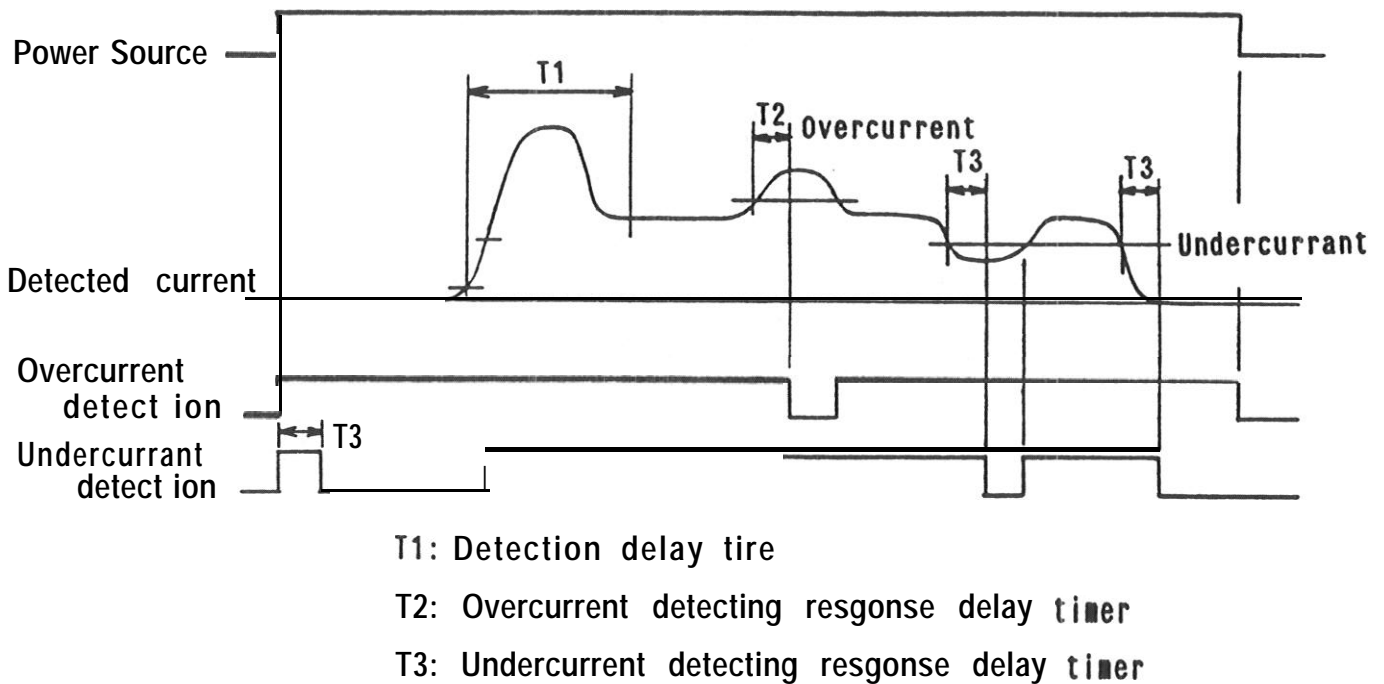 Power Source
T1
T2
Overcurrent
T3
T3
Undercurrant
Detected current
Overcurrent
detect ion
T3
Undercurrant
detect ion
T1: Detection delay tire
T2: Overcurrent detecting resgonse delay timer
T3: Undercurrent detecting resgonse delay timer